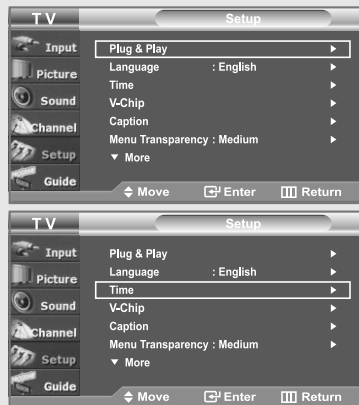 TV Setup
Input
Picture
Sound
Channel
Setup
Guide
Plug & Play ►
Language : English ►
Time ►
V-Chip ►
Caption ►
Menu Transparency : Medium ►
▼ More
Move Enter Return
TV Setup
Input
Picture
Sound
Channel
Setup
Guide
Plug & Play ►
Language : English ►
Time ►
V-Chip ►
Caption ►
Menu Transparency : Medium ►
▼ More
Move Enter Return